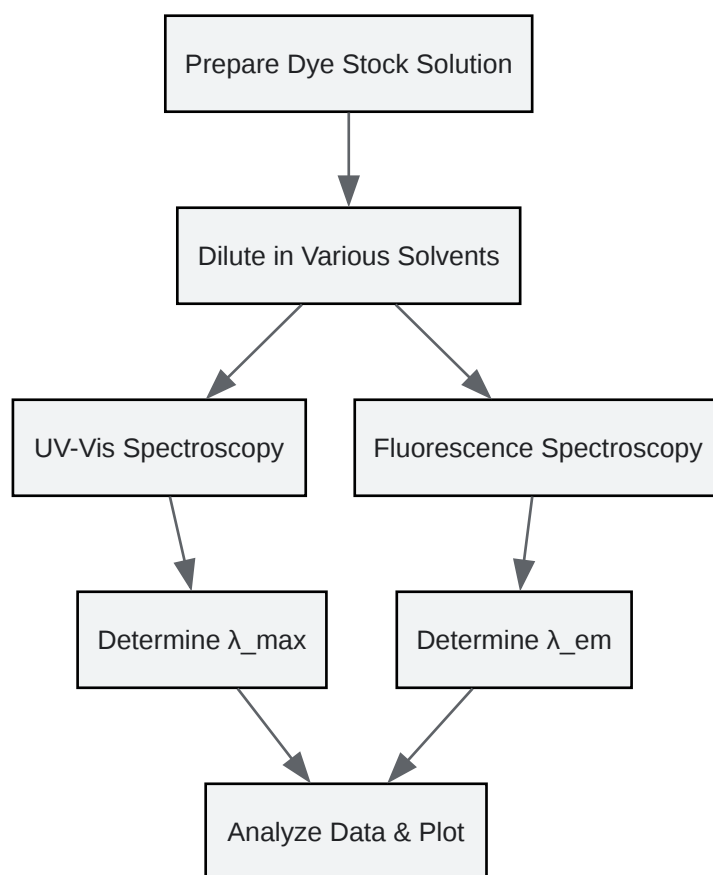 Prepare Dye Stock Solution
Dilute in Various Solvents
UV-Vis Spectroscopy
Fluorescence Spectroscopy
Determine λ_max
Determine λ_em
Analyze Data & Plot